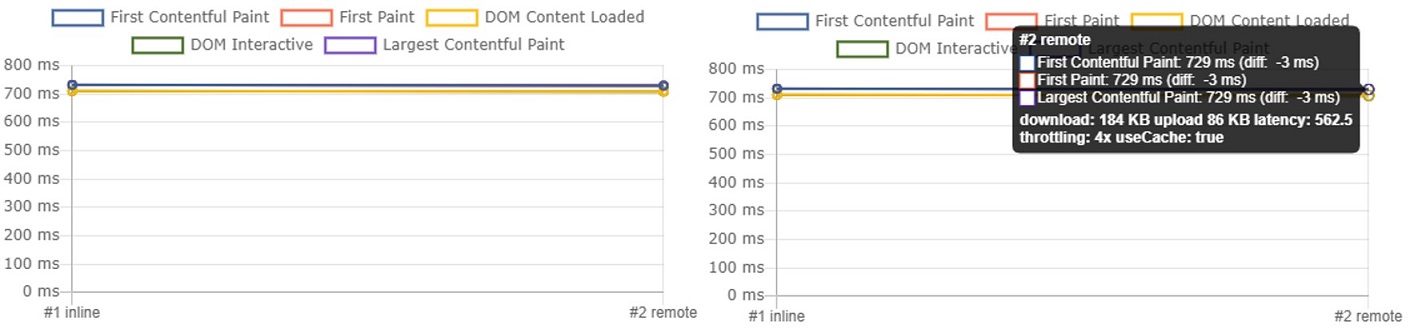 First Contentful Paint First Paint DOM Content Loaded
DOM Interactive Largest Contentful Paint
800 ms
700 ms
600 ms
500 ms
400 ms
300 ms
200 ms
100 ms
0 ms
#1 inline #2 remote
First Contentful Paint First Paint DOM Content Loaded
DOM Interactive Largest Contentful Paint
#2 remote
First Contentful Paint: 729 ms (diff: -3 ms)
First Paint: 729 ms (diff: -3 ms)
Largest Contentful Paint: 729 ms (diff: -3 ms)
download: 184 KB upload 86 KB latency: 562.5
throttling: 4x useCache: true
800 ms
700 ms
600 ms
500 ms
400 ms
300 ms
200 ms
100 ms
0 ms
#1 inline #2 remote